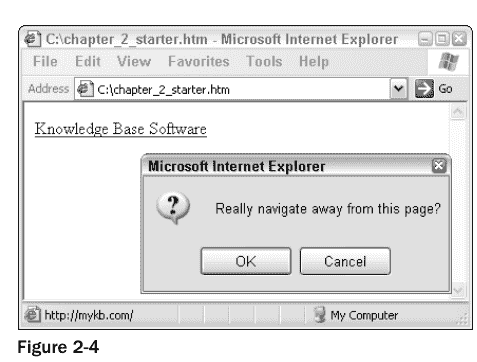 C:\chapter_2_starter.htm - Microsoft Internet Explorer
File Edit View Favorites Tools Help
Address C:\chapter_2_starter.htm Go
Knowledge Base Software
Microsoft Internet Explorer
Really navigate away from this page?
OK Cancel
http://mykb.com/ My Computer
Figure 2-4